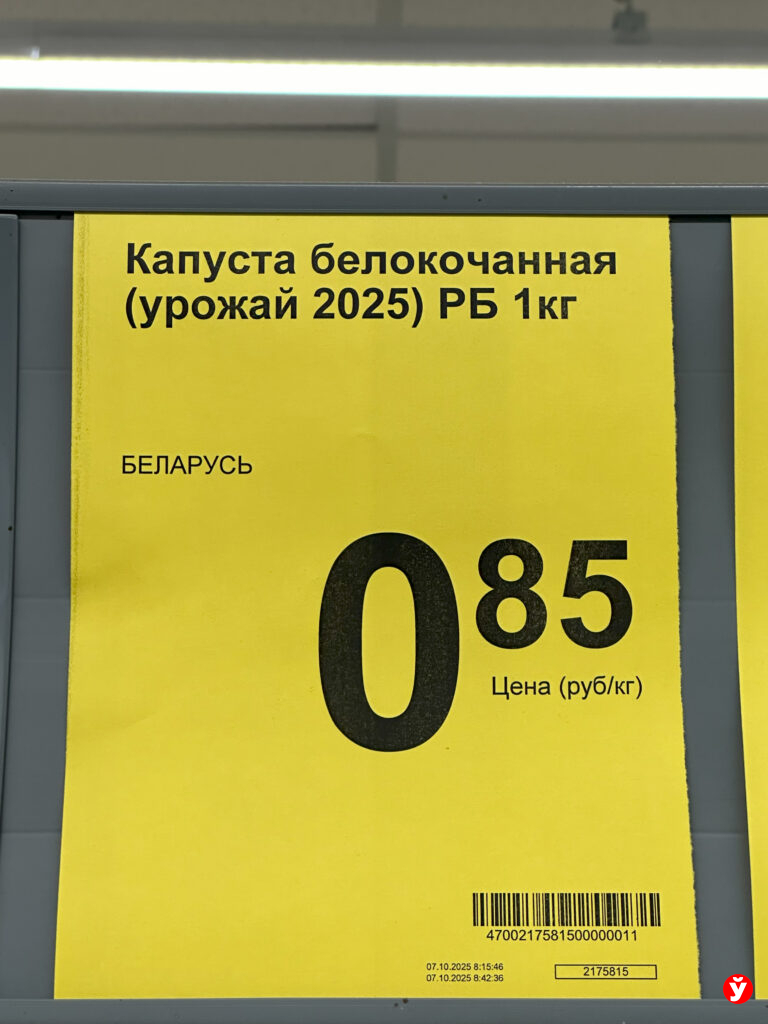 Капуста белокочанная
(урожай 2025) РБ 1кг
БЕЛАРУСЬ
0 85
Цена (руб/кг)
4700217581500000011
07.10.2025 8:15:46
07.10.2025 8:42:36
2175815
ў